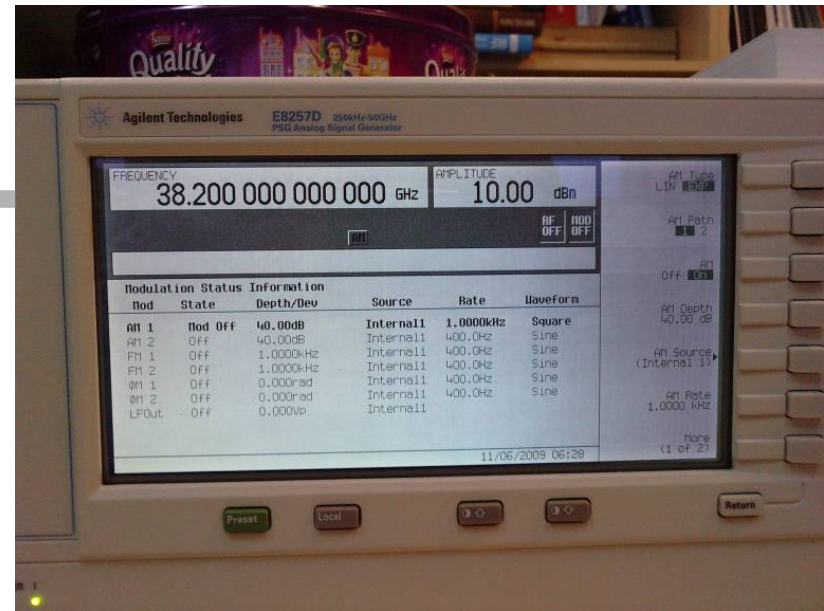 Quality
Agilent Technologies E8257D 250kHz-50GHz
PSG Analog Signal Generator
FREQUENCY AMPLITUDE
38.200 000 000 000 GHz 10.00 dBm
RF OFF MOD OFF
AM
Modulation Status Information
Mod State Depth/Dev Source Rate Waveform
AM 1 Mod Off 40.00dB Internal1 1.0000kHz Square
AM 2 Off 40.00dB Internal1 400.0Hz Sine
FM 1 Off 1.0000kHz Internal1 400.0Hz Sine
FM 2 Off 1.0000kHz Internal1 400.0Hz Sine
ΦM 1 Off 0.000rad Internal1 400.0Hz Sine
ΦM 2 Off 0.000rad Internal1 400.0Hz Sine
LFOut Off 0.000Vp Internal1
11/06/2009 06:28
AM Type
LIN EXP
AM Path
1 2
AM
Off On
AM Depth
40.00 dB
AM Source
(Internal 1)
AM Rate
1.0000 kHz
More
(1 of 2)
Preset Local Return